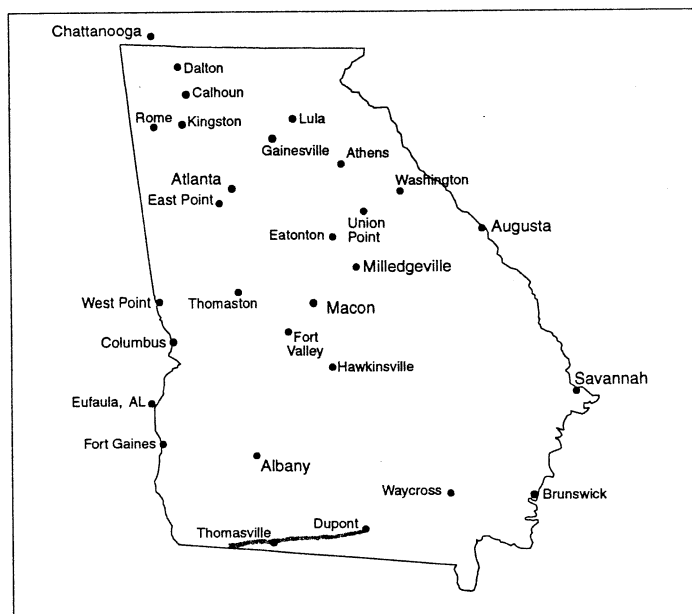 Chattanooga
Dalton
Calhoun
Rome
Kingston
Lula
Gainesville
Athens
Atlanta
Washington
East Point
Union
Point
Augusta
Eatonton
Milledgeville
West Point
Thomaston
Macon
Columbus
Fort
Valley
Hawkinsville
Savannah
Eufaula, AL
Fort Gaines
Albany
Waycross
Brunswick
Dupont
Thomasville